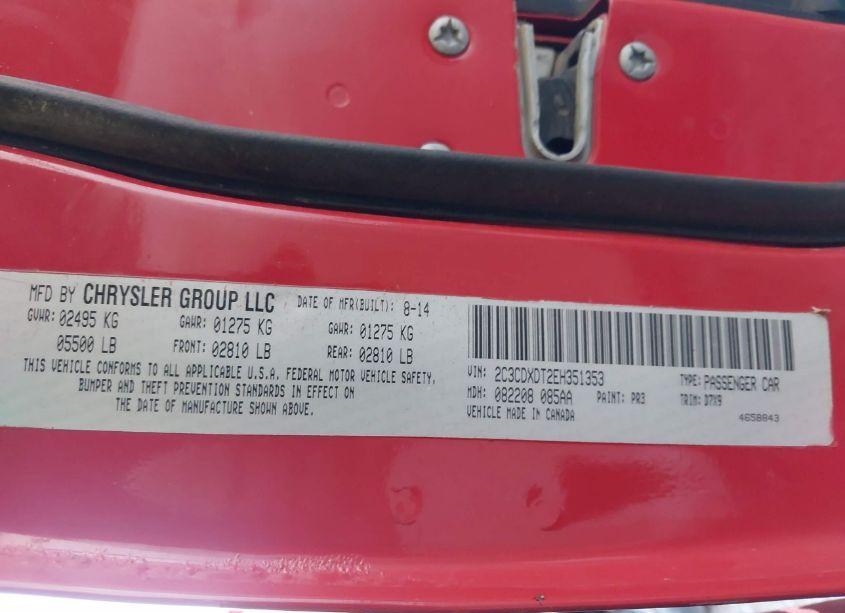 MFD BY CHRYSLER GROUP LLC DATE OF MFR(BUILT): 8-14
GVWR: 02495 KG GAWR: 01275 KG GAWR: 01275 KG
05500 LB FRONT: 02810 LB REAR: 02810 LB
THIS VEHICLE CONFORMS TO ALL APPLICABLE U.S.A. FEDERAL MOTOR VEHICLE SAFETY,
BUMPER AND THEFT PREVENTION STANDARDS IN EFFECT ON
THE DATE OF MANUFACTURE SHOWN ABOVE.
VIN: 2C3CDXDT2EH351353 TYPE: PASSENGER CAR
MDH: 082208 085AA PAINT: PR3 TRIM: D7X9
VEHICLE MADE IN CANADA 4658843